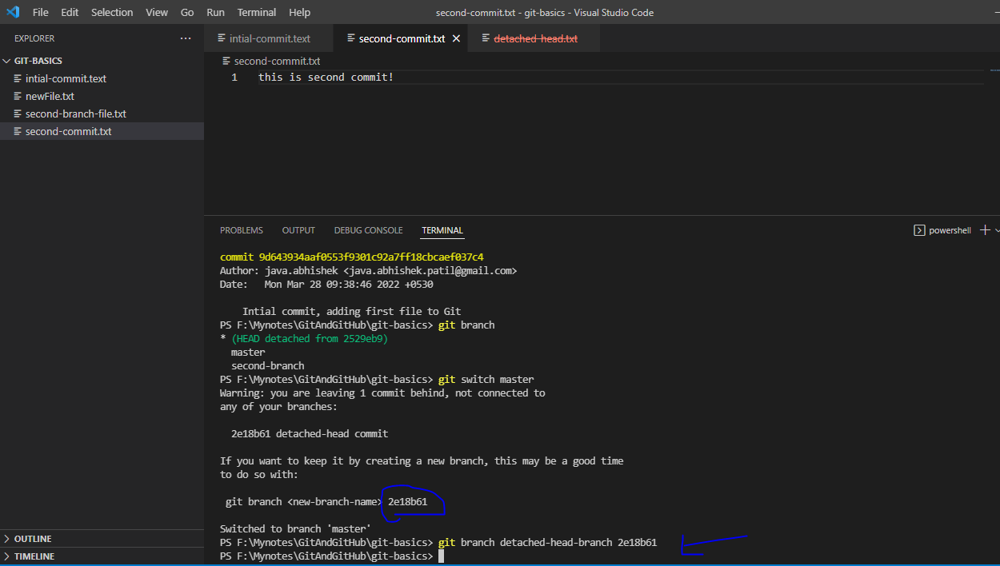 File Edit Selection View Go Run Terminal Help second-commit.txt - git-basics - Visual Studio Code
EXPLORER ···
GIT-BASICS
intial-commit.text
newFile.txt
second-branch-file.txt
second-commit.txt
OUTLINE
TIMELINE
intial-commit.text second-commit.txt detached-head.txt
second-commit.txt
1 this is second commit!
PROBLEMS OUTPUT DEBUG CONSOLE TERMINAL powershell
commit 9d643934aaf0553f9301c92a7ff18cbcaef037c4
Author: java.abhishek <java.abhishek.patil@gmail.com>
Date:   Mon Mar 28 09:38:46 2022 +0530
    Intial commit, adding first file to Git
PS F:\Mynotes\GitAndGitHub\git-basics> git branch
* (HEAD detached from 2529eb9)
  master
  second-branch
PS F:\Mynotes\GitAndGitHub\git-basics> git switch master
Warning: you are leaving 1 commit behind, not connected to
any of your branches:
  2e18b61 detached-head commit
If you want to keep it by creating a new branch, this may be a good time
to do so with:
 git branch <new-branch-name> 2e18b61
Switched to branch 'master'
PS F:\Mynotes\GitAndGitHub\git-basics> git branch detached-head-branch 2e18b61
PS F:\Mynotes\GitAndGitHub\git-basics>